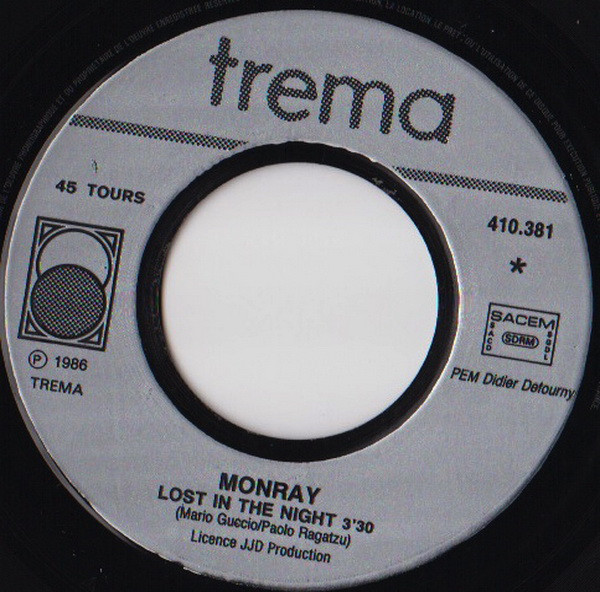 trema
45 TOURS
410.381
*
SACEM
SACD
SDRM
SGDL
PEM Didier Detourny
℗ 1986
TREMA
MONRAY
LOST IN THE NIGHT 3'30
(Mario Guccio/Paolo Ragatzu)
Licence JJD Production